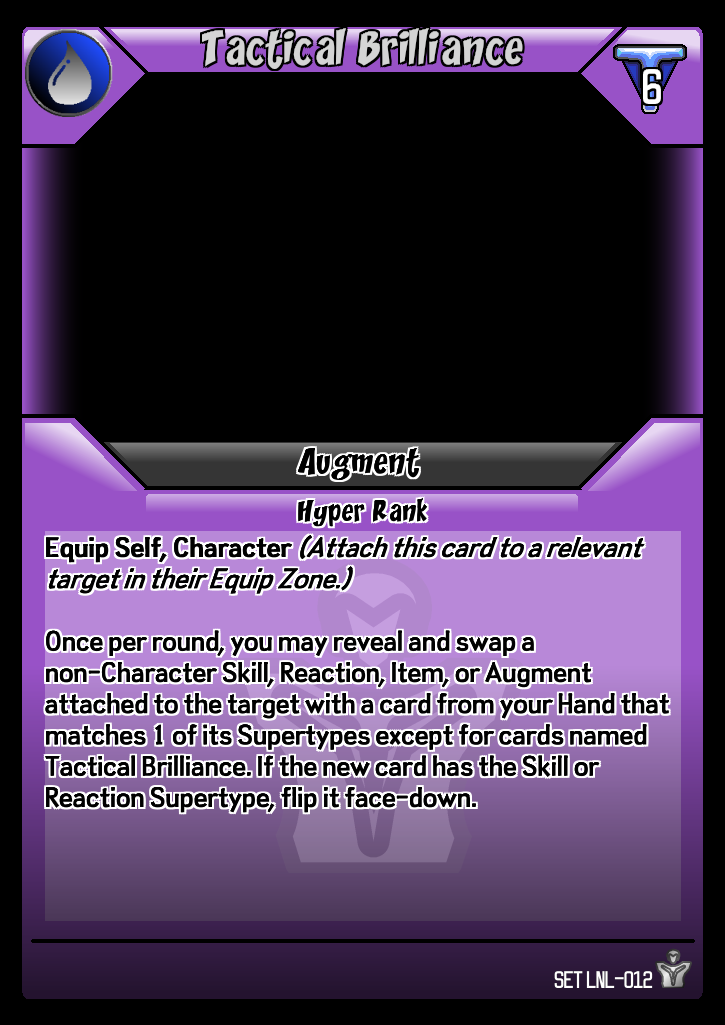 Tactical Brilliance
6
Augment
Hyper Rank
Equip Self, Character (Attach this card to a relevant
target in their Equip Zone.)
Once per round, you may reveal and swap a
non-Character Skill, Reaction, Item, or Augment
attached to the target with a card from your Hand that
matches 1 of its Supertypes except for cards named
Tactical Brilliance. If the new card has the Skill or
Reaction Supertype, flip it face-down.
SET LNL-012